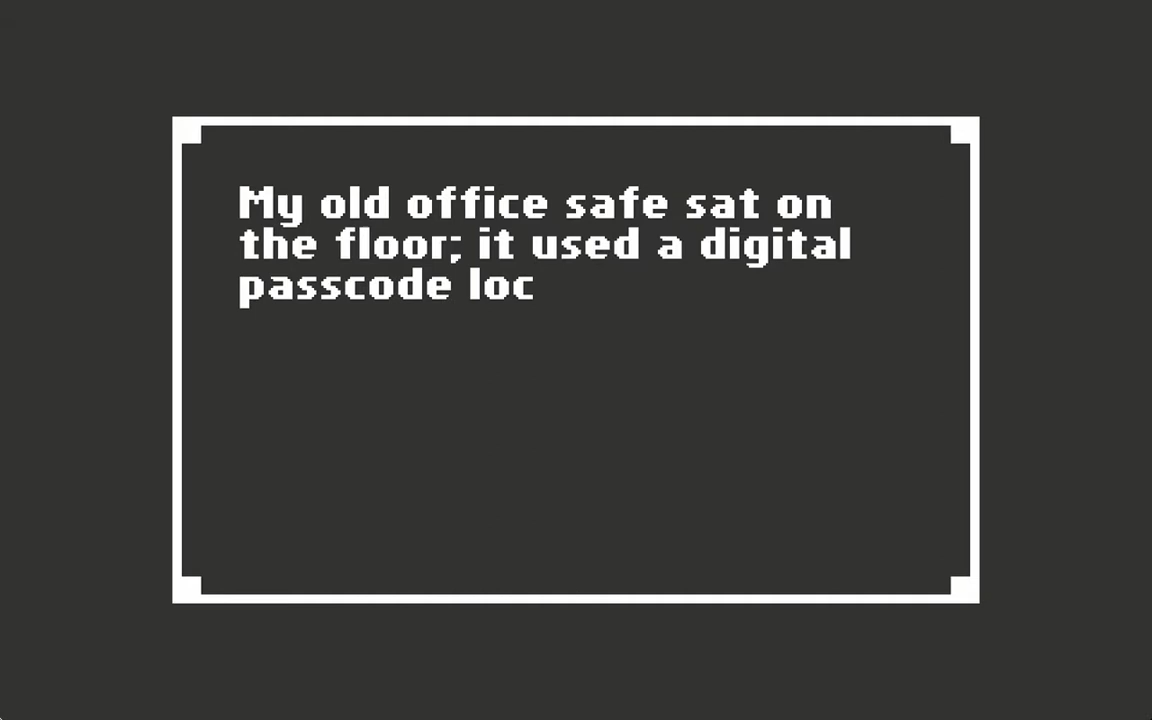 My old office safe sat on
the floor; it used a digital
passcode loc